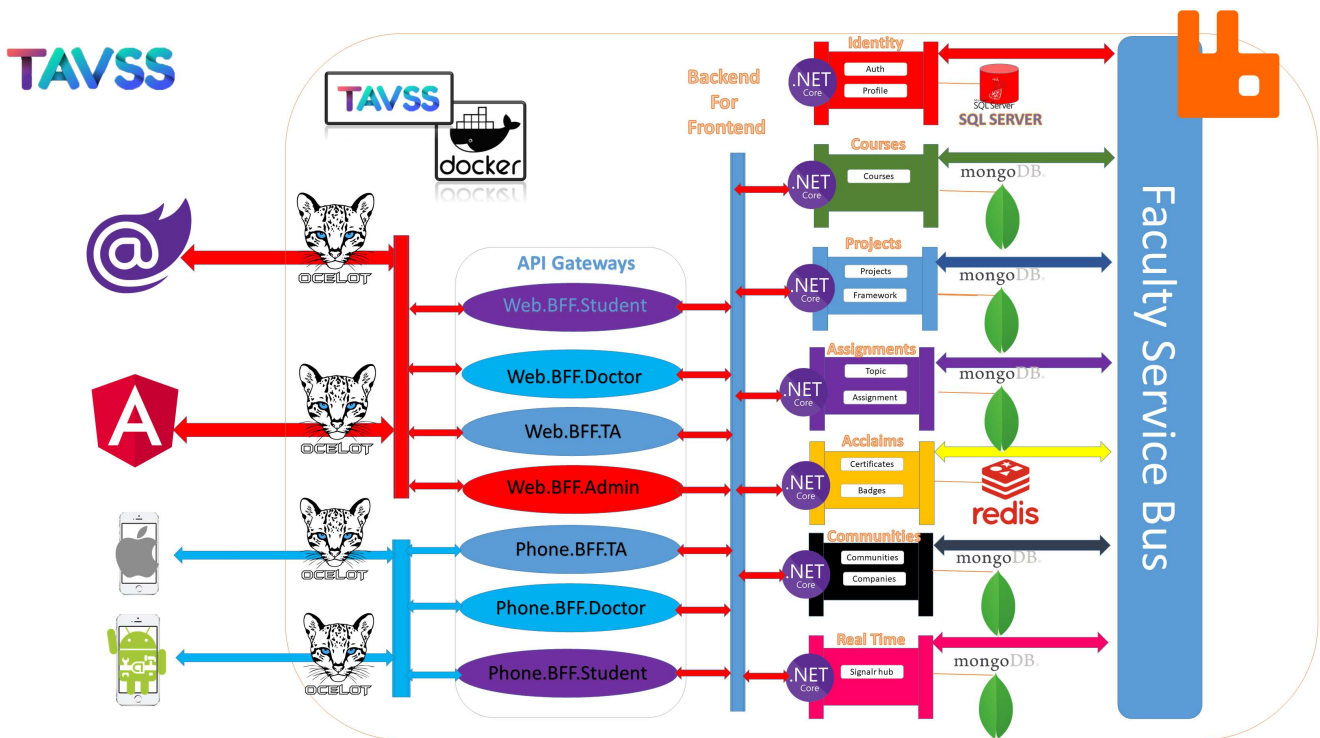 TAVSS
TAVSS
docker
Backend
For
Frontend
OCELOT
OCELOT
OCELOT
OCELOT
API Gateways
Web.BFF.Student
Web.BFF.Doctor
Web.BFF.TA
Web.BFF.Admin
Phone.BFF.TA
Phone.BFF.Doctor
Phone.BFF.Student
Identity
.NET
Core
Auth
Profile
SQL Server
SQL SERVER
Courses
.NET
Core
Courses
mongoDB.
Projects
.NET
Core
Projects
Framework
mongoDB.
Assignments
.NET
Core
Topic
Assignment
mongoDB.
Acclaims
.NET
Core
Certificates
Badges
redis
Communities
.NET
Core
Communities
Companies
mongoDB.
Real Time
.NET
Core
Signalr hub
mongoDB.
Faculty Service Bus